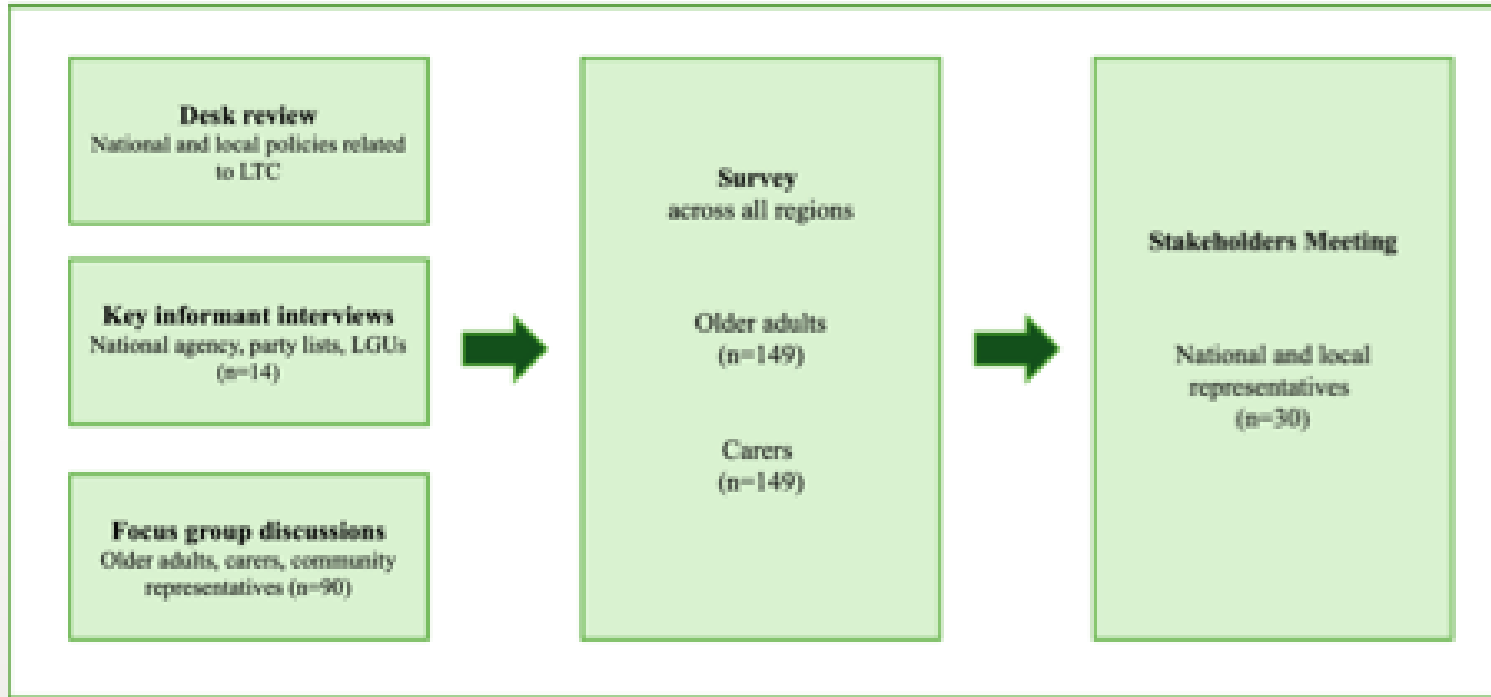 Desk review
National and local policies related
to LTC
Key informant interviews
National agency, party lists, LGUs
(n=14)
Focus group discussions
Older adults, carers, community
representatives (n=90)
Survey
across all regions
Older adults
(n=149)
Carers
(n=149)
Stakeholders Meeting
National and local
representatives
(n=30)